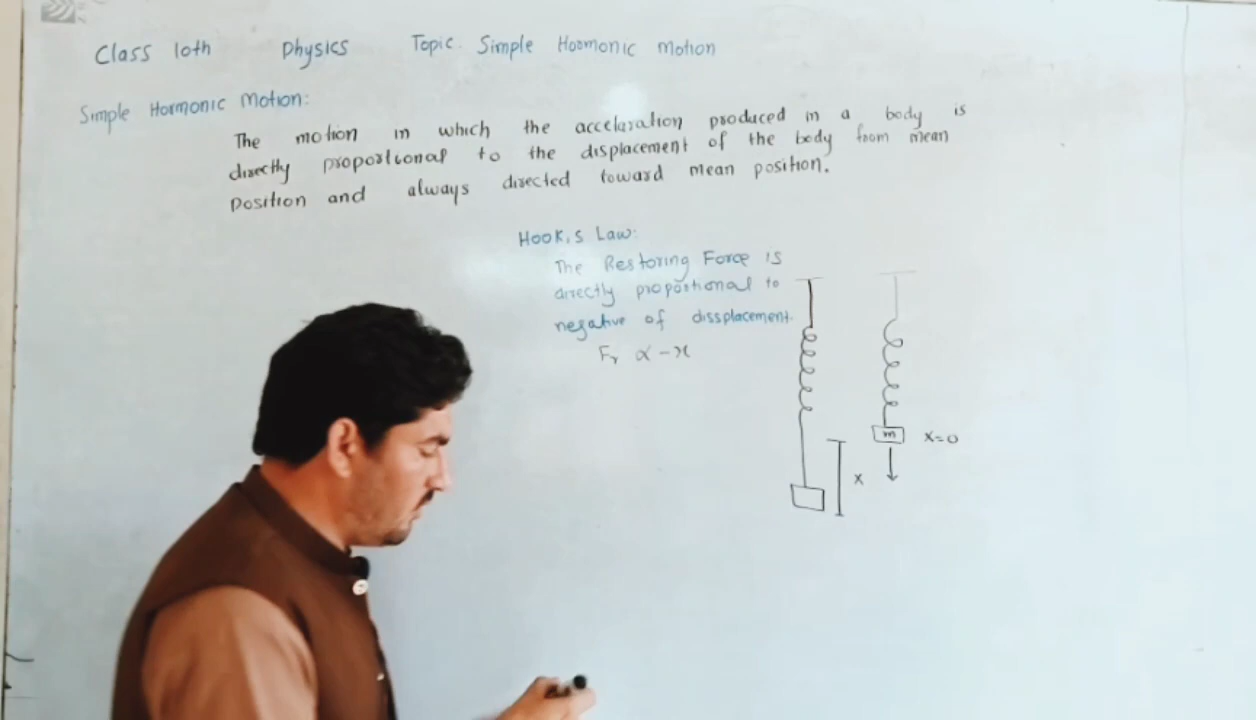 Class 10th Physics Topic. Simple Harmonic Motion
Simple Harmonic Motion:
The motion in which the acceleration produced in a body is
directly proportional to the displacement of the body from mean
position and always directed toward mean position.
Hook,s Law:
The Restoring Force is
directly proportional to
negative of dissplacement.
Fr ∝ -x
m
x=0
x